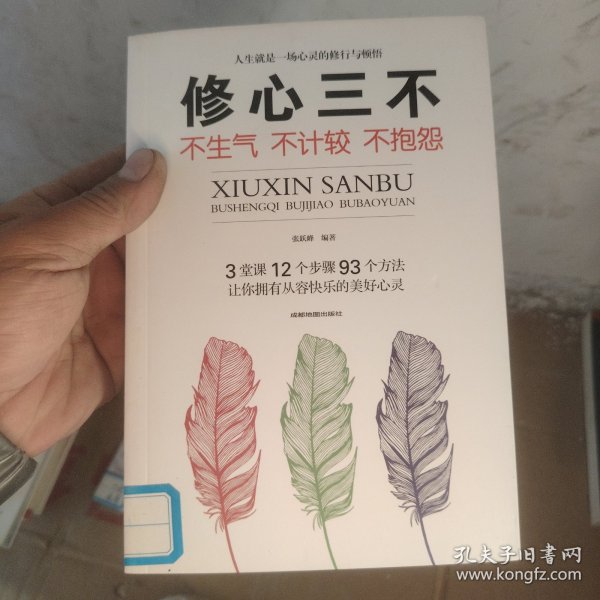 人生就是一场心灵的修行与顿悟
修心三不
不生气 不计较 不抱怨
XIUXIN SANBU
BUSHENGQI BUJIJIAO BUBAOYUAN
张跃峰 编著
3堂课 12个步骤 93个方法
让你拥有从容快乐的美好心灵
成都地图出版社
孔夫子旧书网
www.kongfz.com